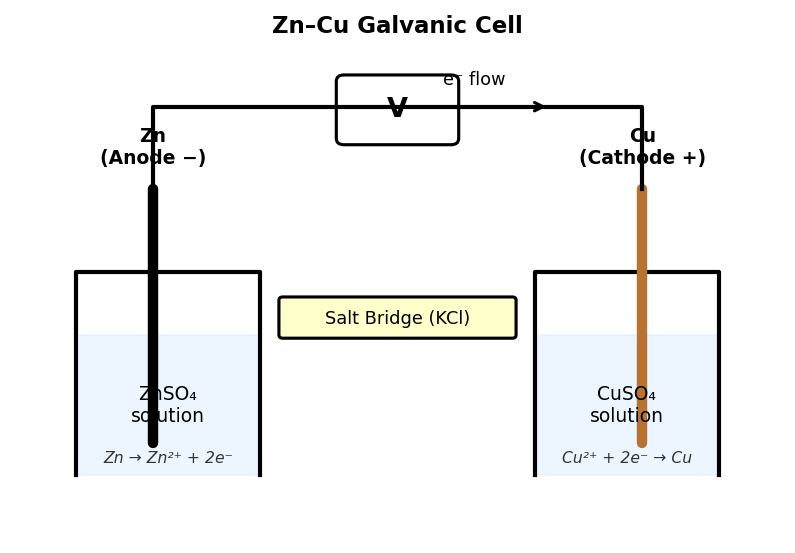 Zn–Cu Galvanic Cell
e⁻ flow
V
Zn
(Anode −)
Cu
(Cathode +)
Salt Bridge (KCl)
ZnSO₄
solution
CuSO₄
solution
Zn → Zn²⁺ + 2e⁻
Cu²⁺ + 2e⁻ → Cu